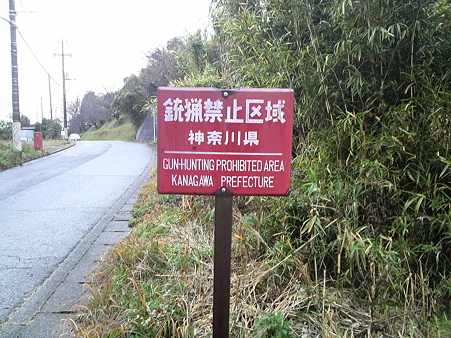 銃猟禁止区域
神奈川県
GUN-HUNTING PROHIBITED AREA
KANAGAWA PREFECTURE